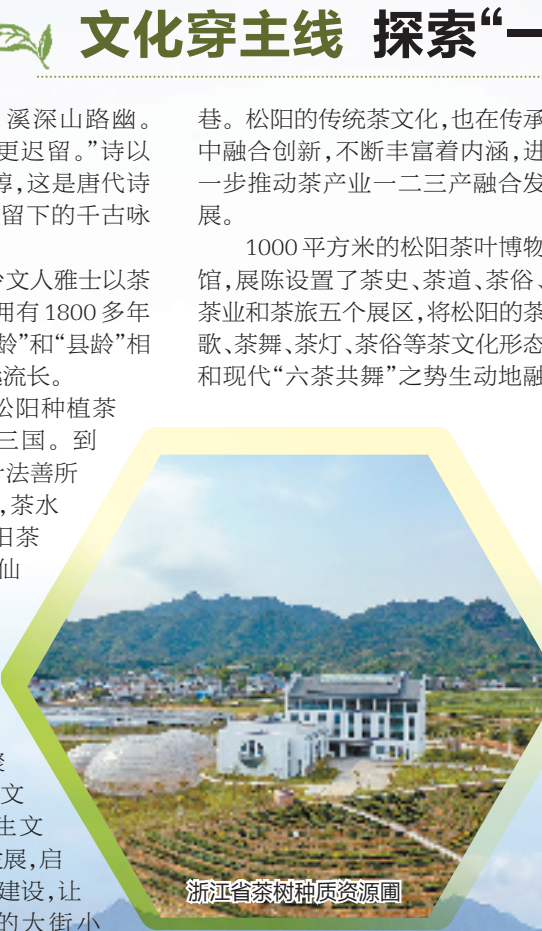 文化穿主线 探索“一
溪深山路幽。
更迟留。”诗以
醇,这是唐代诗
留下的千古咏
文人雅士以茶
拥有1800多年
龄”和“县龄”相
流长。
松阳种植茶
三国。到
法善所
,茶水
阳茶
仙
文
生文
展,启
建设,让
的大街小
巷。松阳的传统茶文化,也在传承
中融合创新,不断丰富着内涵,进
一步推动茶产业一二三产融合发
展。
1000平方米的松阳茶叶博物
馆,展陈设置了茶史、茶道、茶俗、
茶业和茶旅五个展区,将松阳的茶
歌、茶舞、茶灯、茶俗等茶文化形态
和现代“六茶共舞”之势生动地融
浙江省茶树种质资源圃